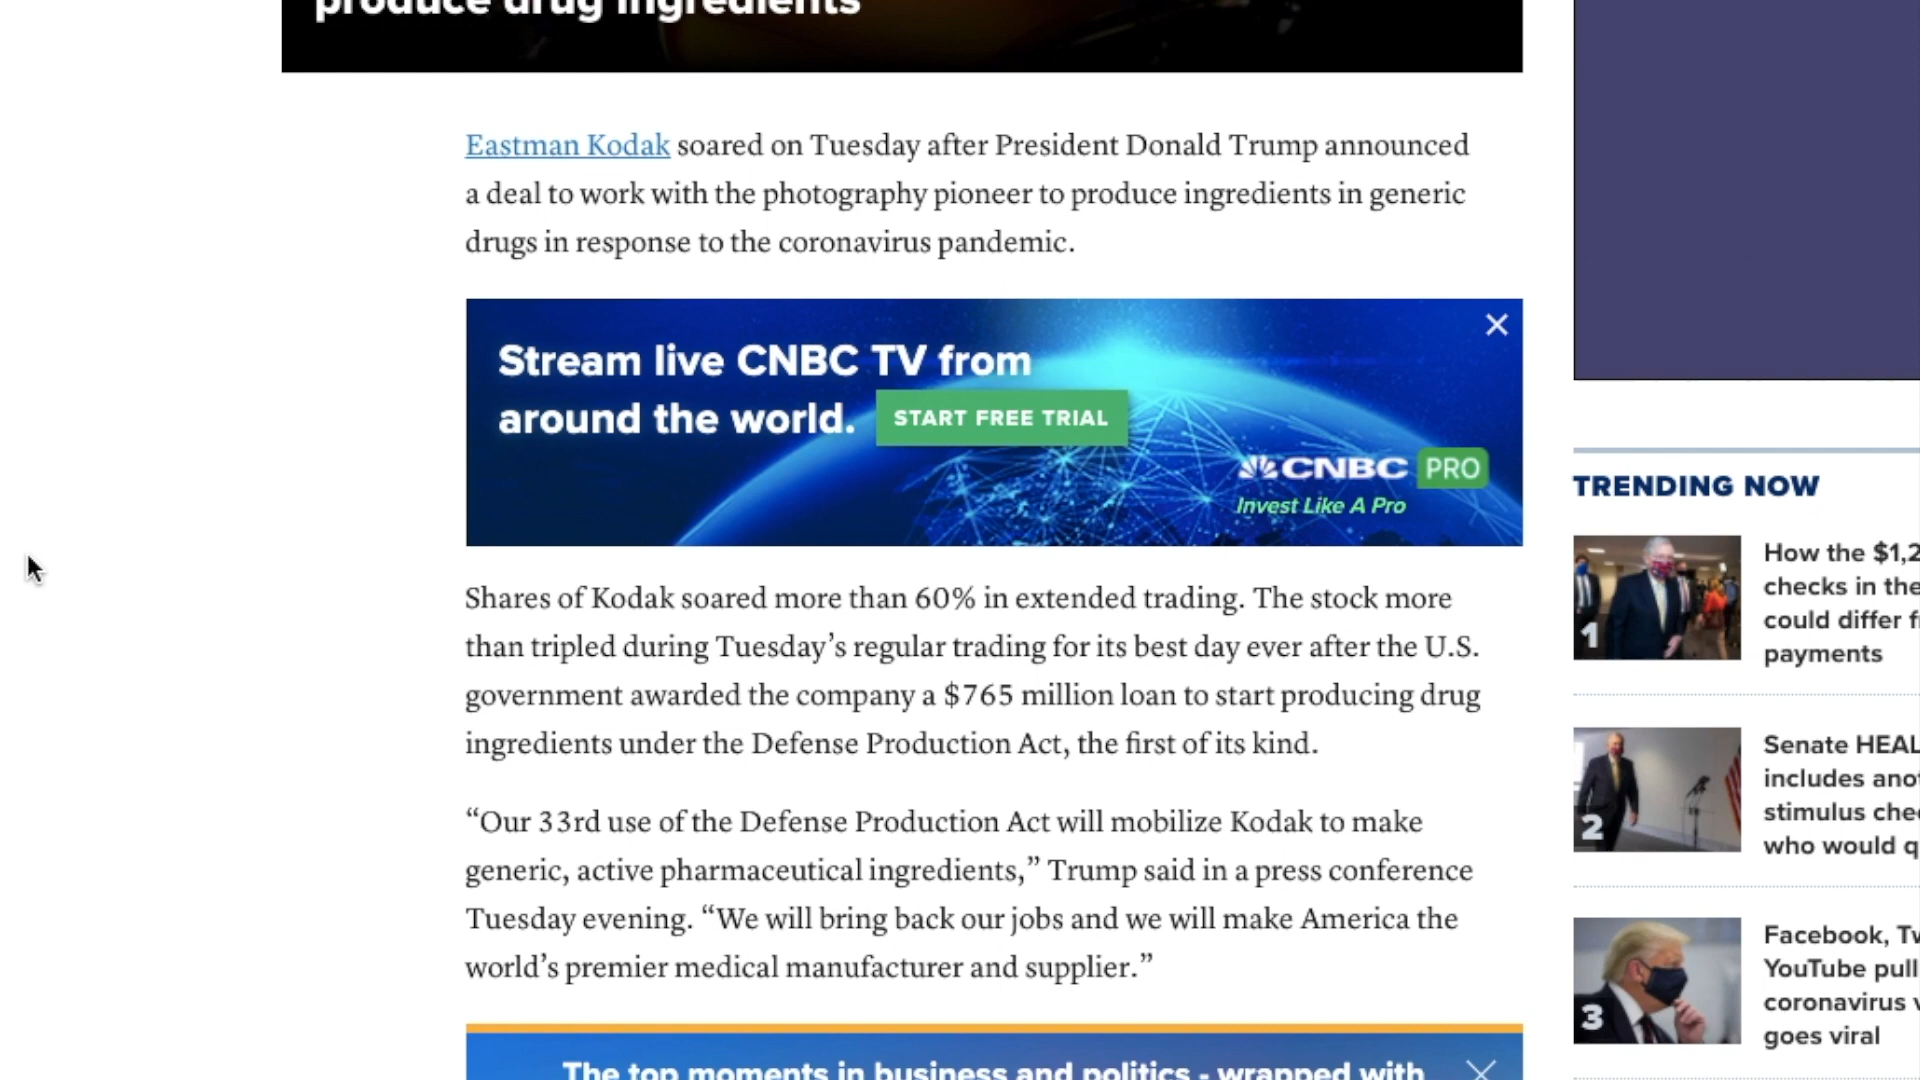 produce drug ingredients
Eastman Kodak soared on Tuesday after President Donald Trump announced
a deal to work with the photography pioneer to produce ingredients in generic
drugs in response to the coronavirus pandemic.
Stream live CNBC TV from
around the world. START FREE TRIAL
CNBC PRO
Invest Like A Pro
Shares of Kodak soared more than 60% in extended trading. The stock more
than tripled during Tuesday’s regular trading for its best day ever after the U.S.
government awarded the company a $765 million loan to start producing drug
ingredients under the Defense Production Act, the first of its kind.
“Our 33rd use of the Defense Production Act will mobilize Kodak to make
generic, active pharmaceutical ingredients,” Trump said in a press conference
Tuesday evening. “We will bring back our jobs and we will make America the
world’s premier medical manufacturer and supplier.”
The top moments in business and politics - wrapped with
TRENDING NOW
1
How the $1,2
checks in the
could differ f
payments
2
Senate HEAL
includes ano
stimulus che
who would q
3
Facebook, Tw
YouTube pull
coronavirus v
goes viral